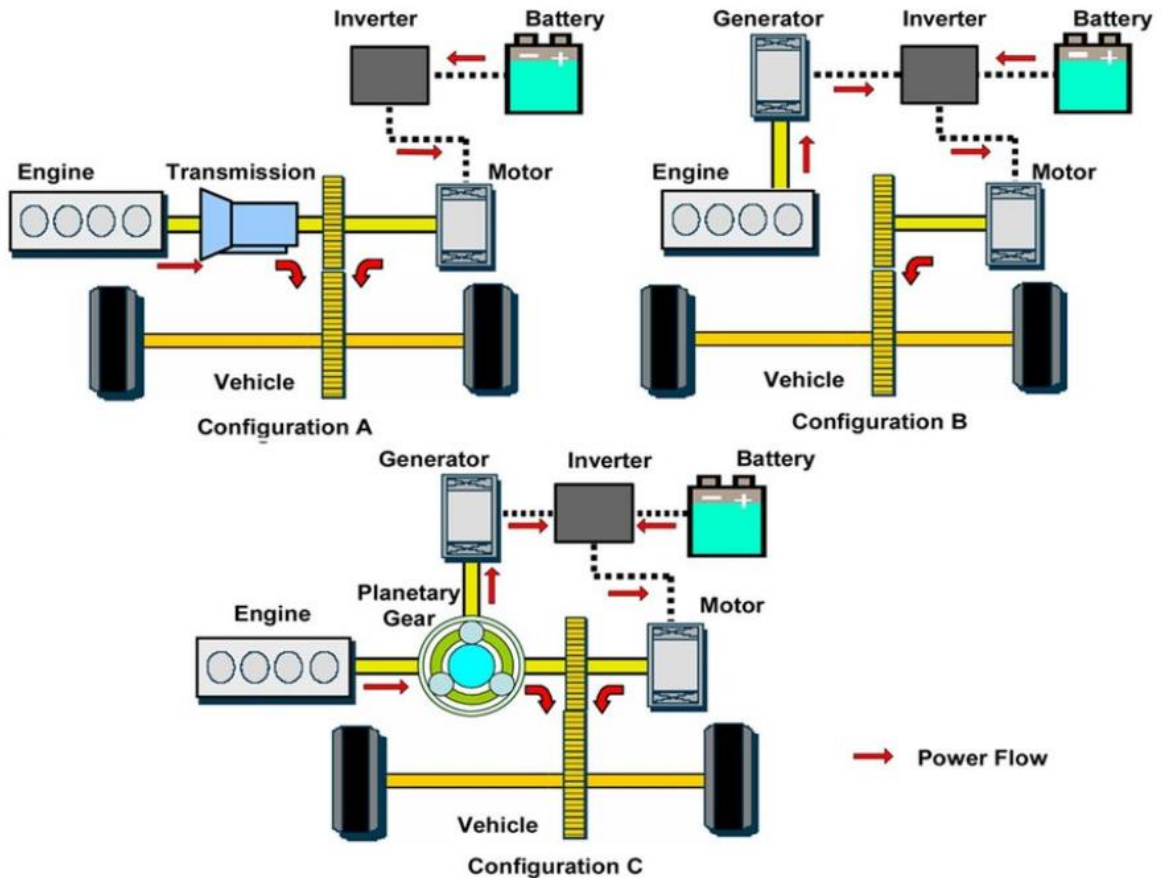 Inverter Battery
Engine Transmission Motor
Vehicle
Configuration A
Generator Inverter Battery
Engine Motor
Vehicle
Configuration B
Generator Inverter Battery
Planetary
Gear
Engine Motor
Power Flow
Vehicle
Configuration C